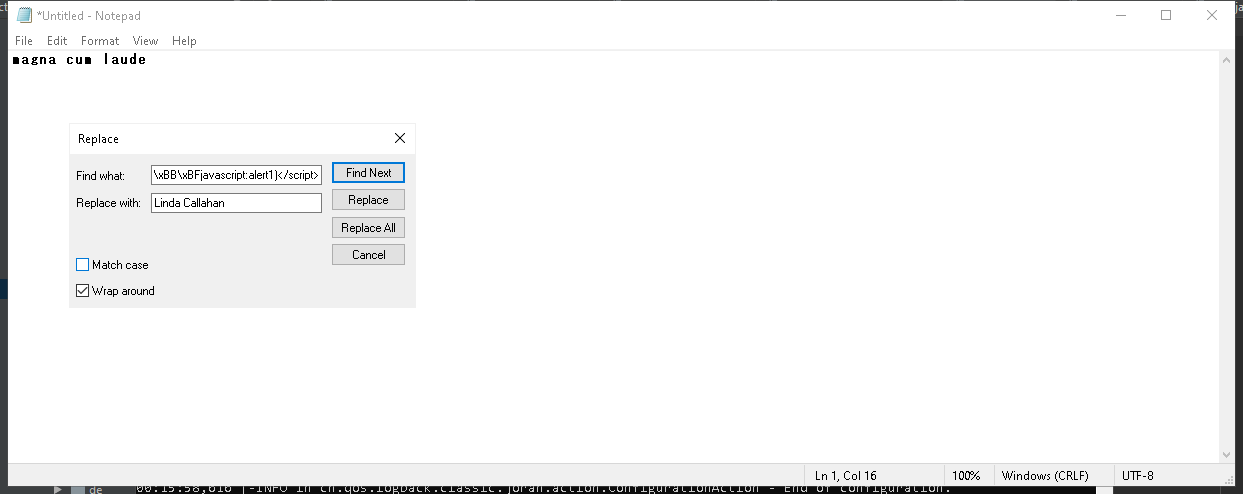 *Untitled - Notepad
File Edit Format View Help
magna cum laude
Replace
Find what: \xBB\xBFjavascript:alert1)</script> Find Next
Replace with: Linda Callahan Replace
Replace All
Cancel
Match case
Wrap around
Ln 1, Col 16 100% Windows (CRLF) UTF-8
de 00:15:58,616 |-INFO in ch.qos.logback.classic.joran.action.ConfigurationAction - End of configuration.